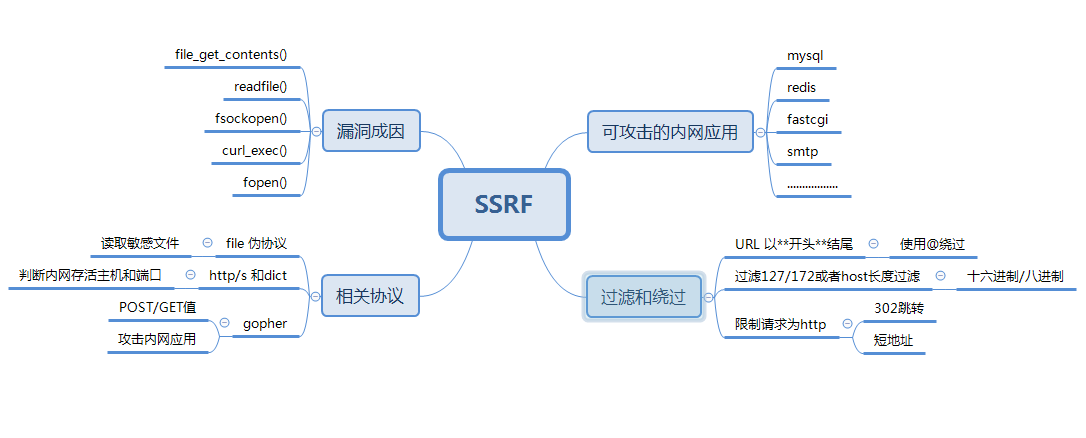 SSRF
漏洞成因
file_get_contents()
readfile()
fsockopen()
curl_exec()
fopen()
相关协议
file 伪协议
读取敏感文件
http/s 和dict
判断内网存活主机和端口
gopher
POST/GET值
攻击内网应用
可攻击的内网应用
mysql
redis
fastcgi
smtp
.................
过滤和绕过
URL 以**开头**结尾
使用@绕过
过滤127/172或者host长度过滤
十六进制/八进制
限制请求为http
302跳转
短地址